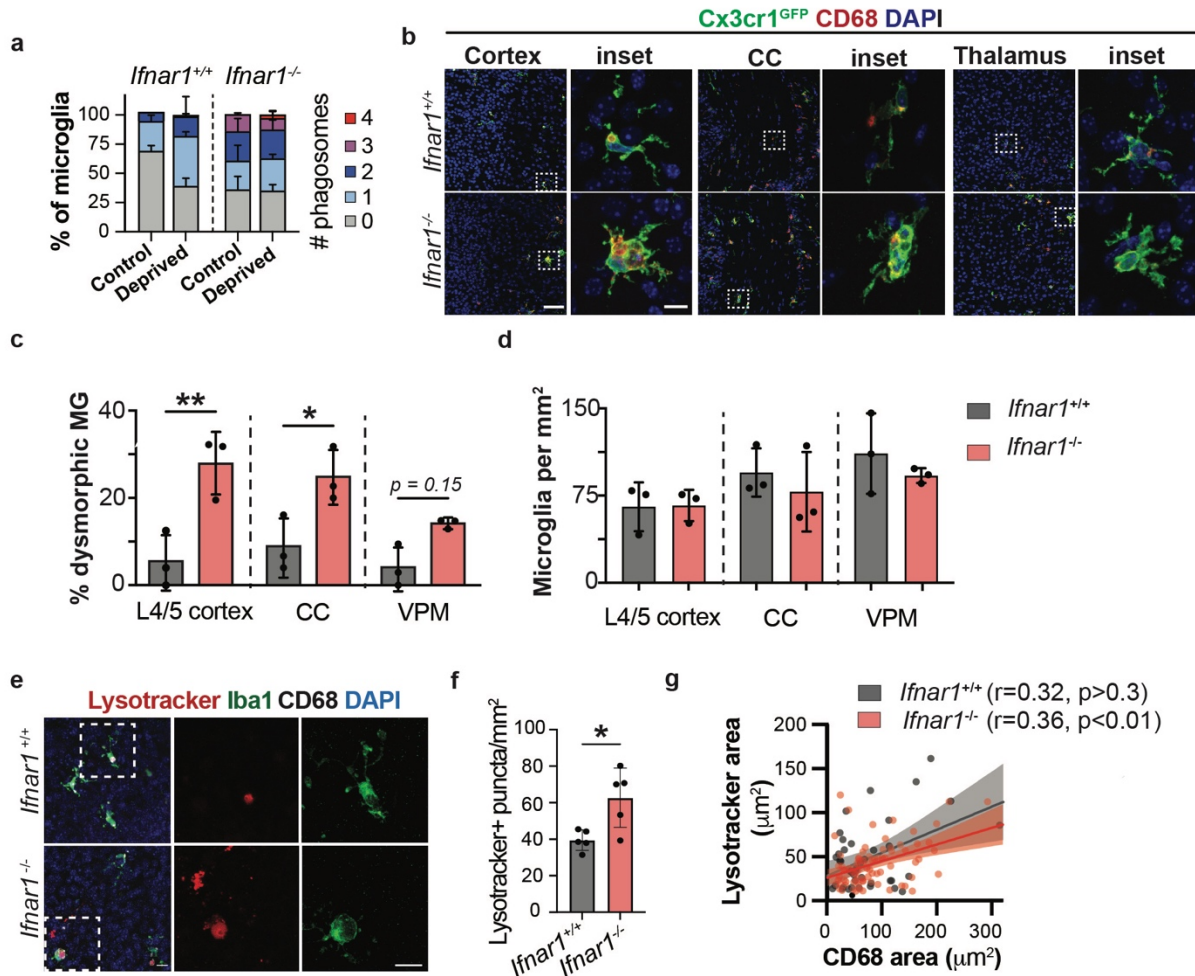 a
Ifnar1+/+ Ifnar1-/-
% of microglia
100
75
50
25
0
Control
Deprived
Control
Deprived
# phagosomes
4
3
2
1
0
b
Cx3cr1GFP CD68 DAPI
Cortex inset CC inset Thalamus inset
Ifnar1+/+
Ifnar1-/-
c
% dysmorphic MG
40
20
0
** * p = 0.15
L4/5 cortex CC VPM
d
Microglia per mm2
150
75
0
L4/5 cortex CC VPM
Ifnar1+/+
Ifnar1-/-
e
Lysotracker Iba1 CD68 DAPI
Ifnar1+/+
Ifnar1-/-
f
Lysotracker+ puncta/mm2
100
80
60
40
20
0
*
Ifnar1+/+
Ifnar1-/-
g
Ifnar1+/+ (r=0.32, p>0.3)
Ifnar1-/- (r=0.36, p<0.01)
Lysotracker area
(μm2)
200
150
100
50
0
0 100 200 300
CD68 area (μm2)